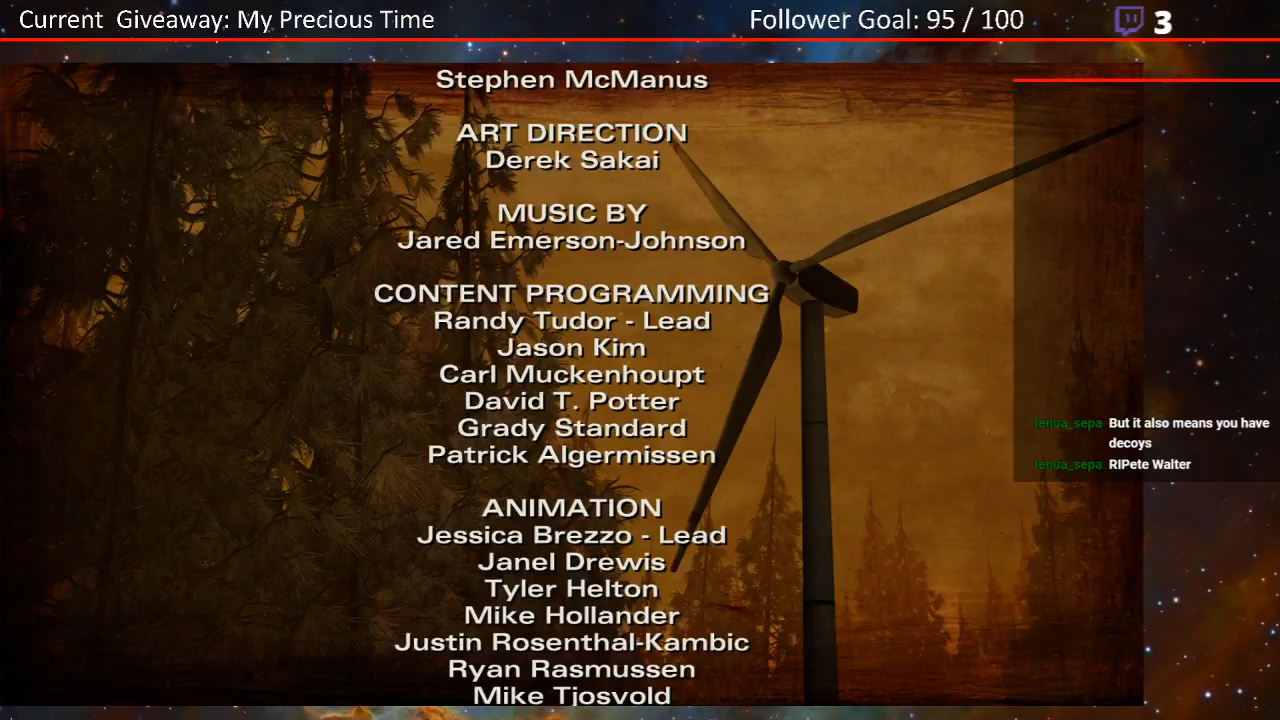 Current  Giveaway: My Precious Time
Follower Goal: 95 / 100
3
Stephen McManus
ART DIRECTION
Derek Sakai
MUSIC BY
Jared Emerson-Johnson
CONTENT PROGRAMMING
Randy Tudor - Lead
Jason Kim
Carl Muckenhoupt
David T. Potter
Grady Standard
Patrick Algermissen
ANIMATION
Jessica Brezzo - Lead
Janel Drewis
Tyler Helton
Mike Hollander
Justin Rosenthal-Kambic
Ryan Rasmussen
Mike Tjosvold
lenua_sepa But it also means you have
decoys
lenua_sepa RIPete Walter